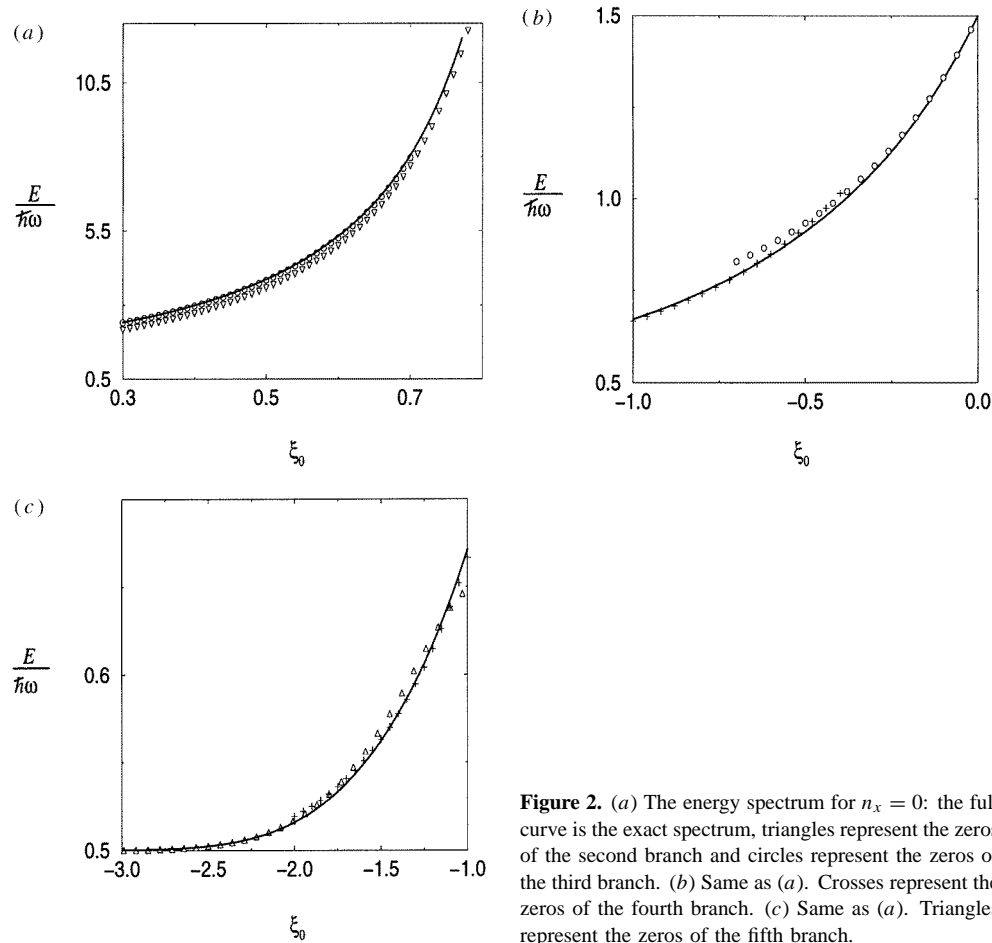 (a)
10.5
5.5
0.5
E
ħω
0.3
0.5
0.7
ξ₀
(b)
1.5
1.0
0.5
E
ħω
−1.0
−0.5
0.0
ξ₀
(c)
0.6
0.5
E
ħω
−3.0
−2.5
−2.0
−1.5
−1.0
ξ₀
Figure 2. (a) The energy spectrum for nₓ = 0: the ful
curve is the exact spectrum, triangles represent the zeros
of the second branch and circles represent the zeros o
the third branch. (b) Same as (a). Crosses represent the
zeros of the fourth branch. (c) Same as (a). Triangles
represent the zeros of the fifth branch.